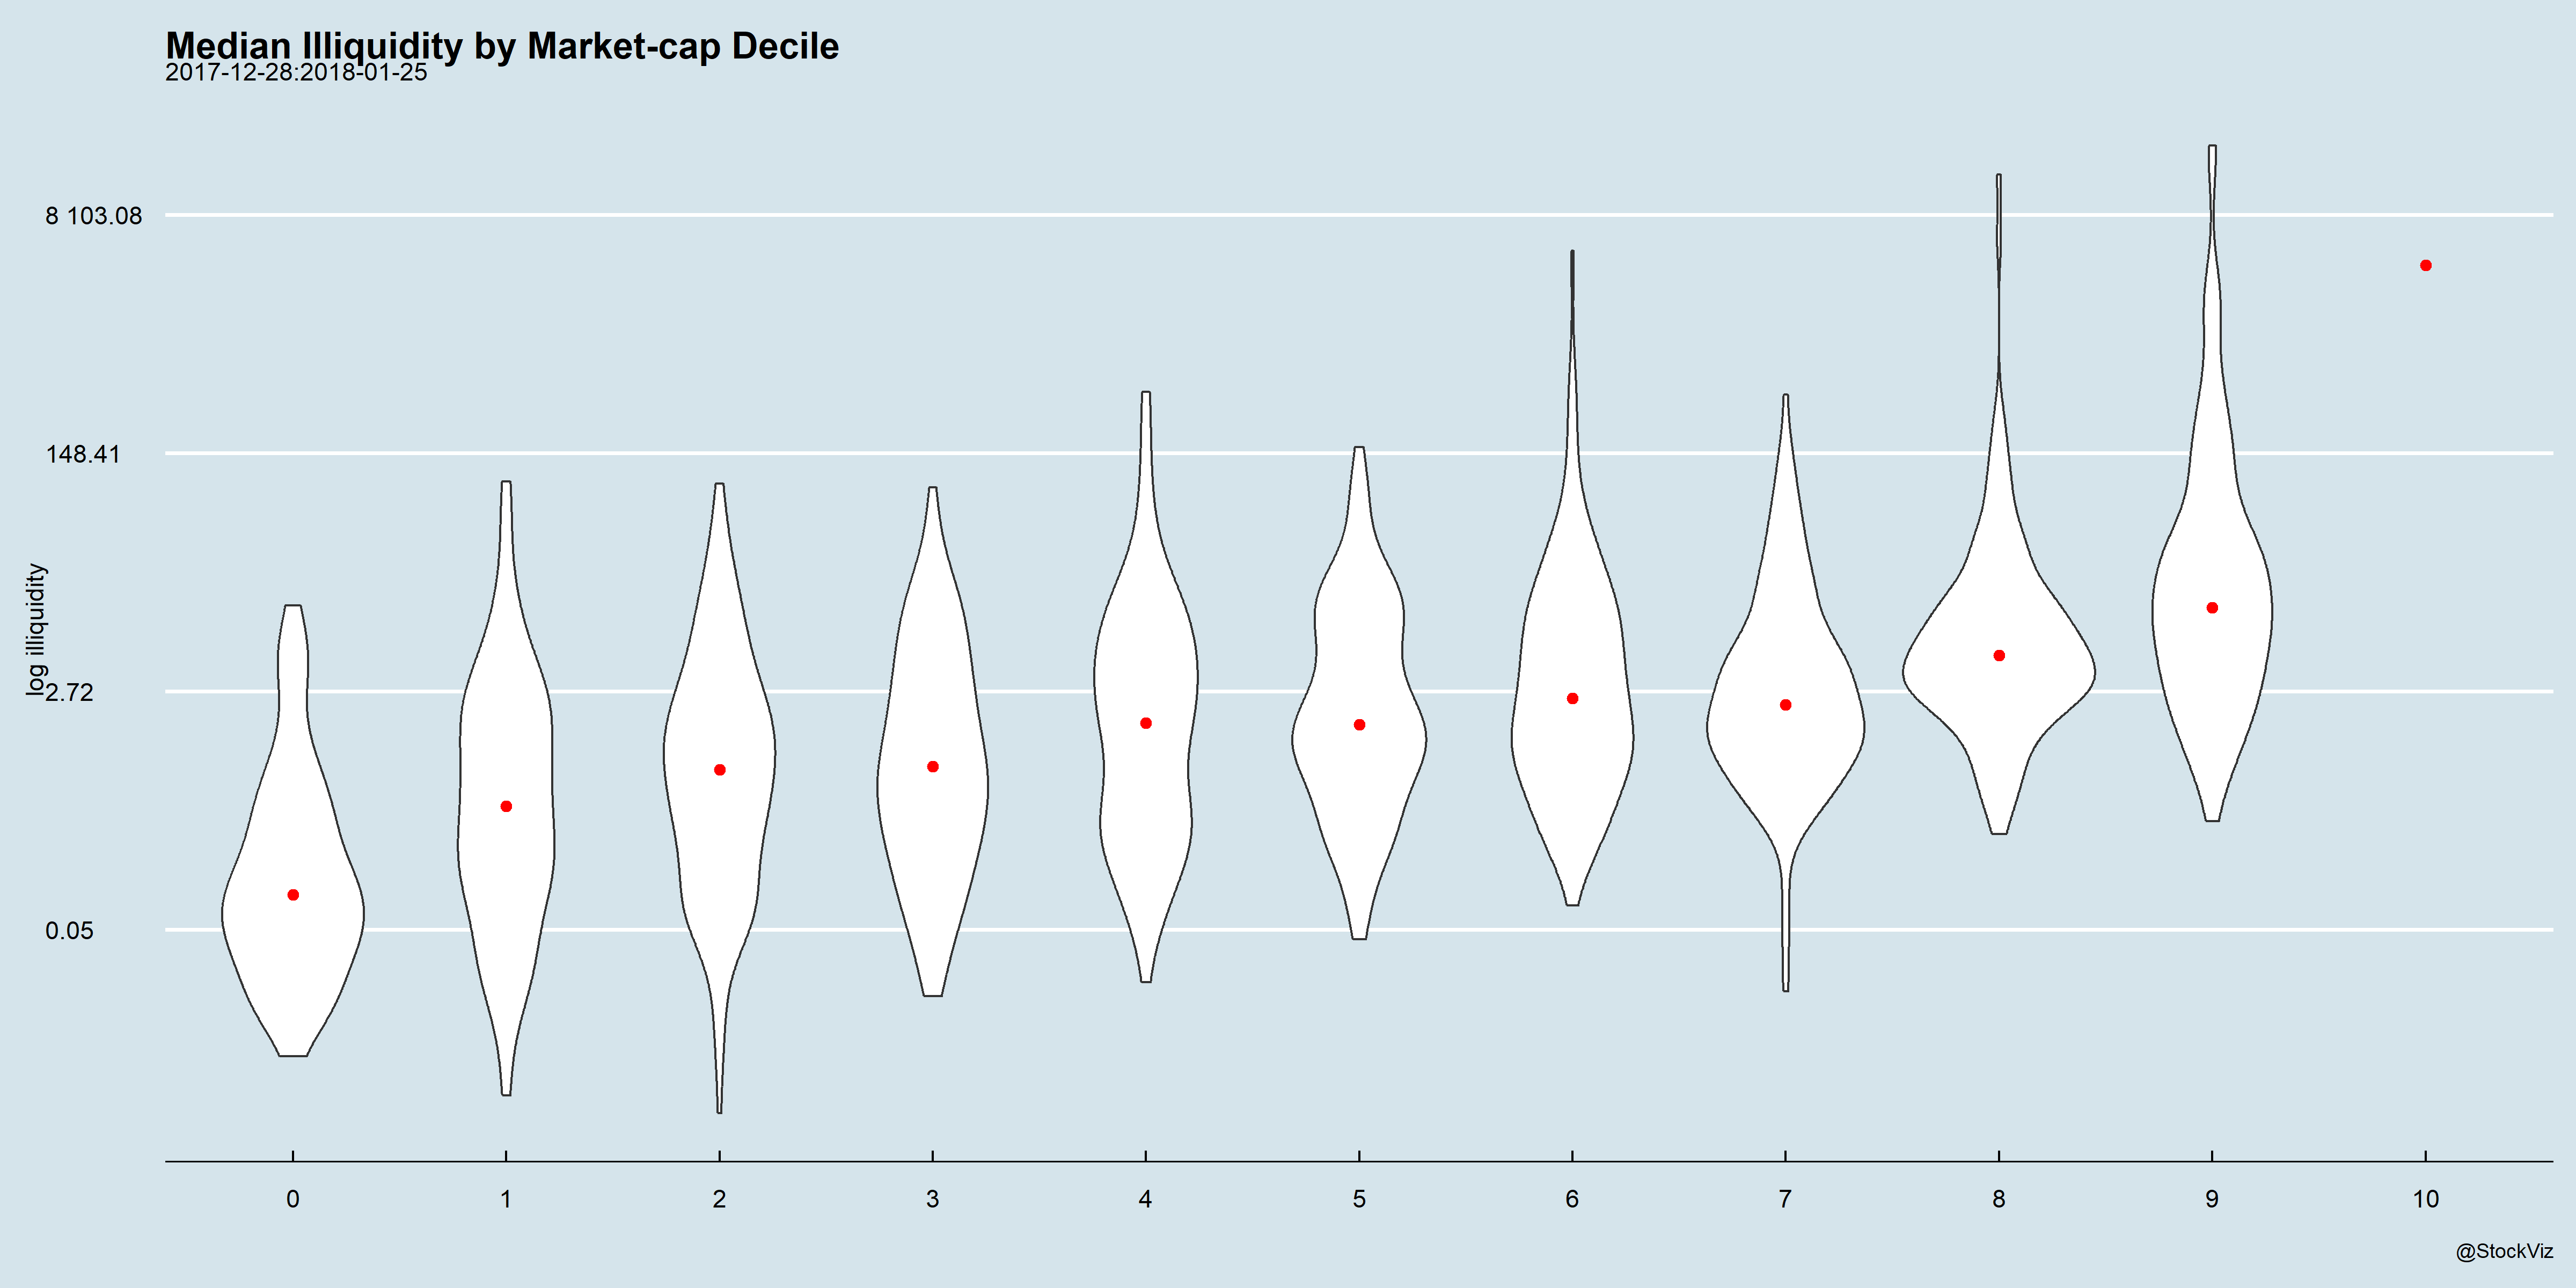 Median Illiquidity by Market-cap Decile
2017-12-28:2018-01-25
8 103.08
148.41
2.72
0.05
log illiquidity
0 1 2 3 4 5 6 7 8 9 10
@StockViz